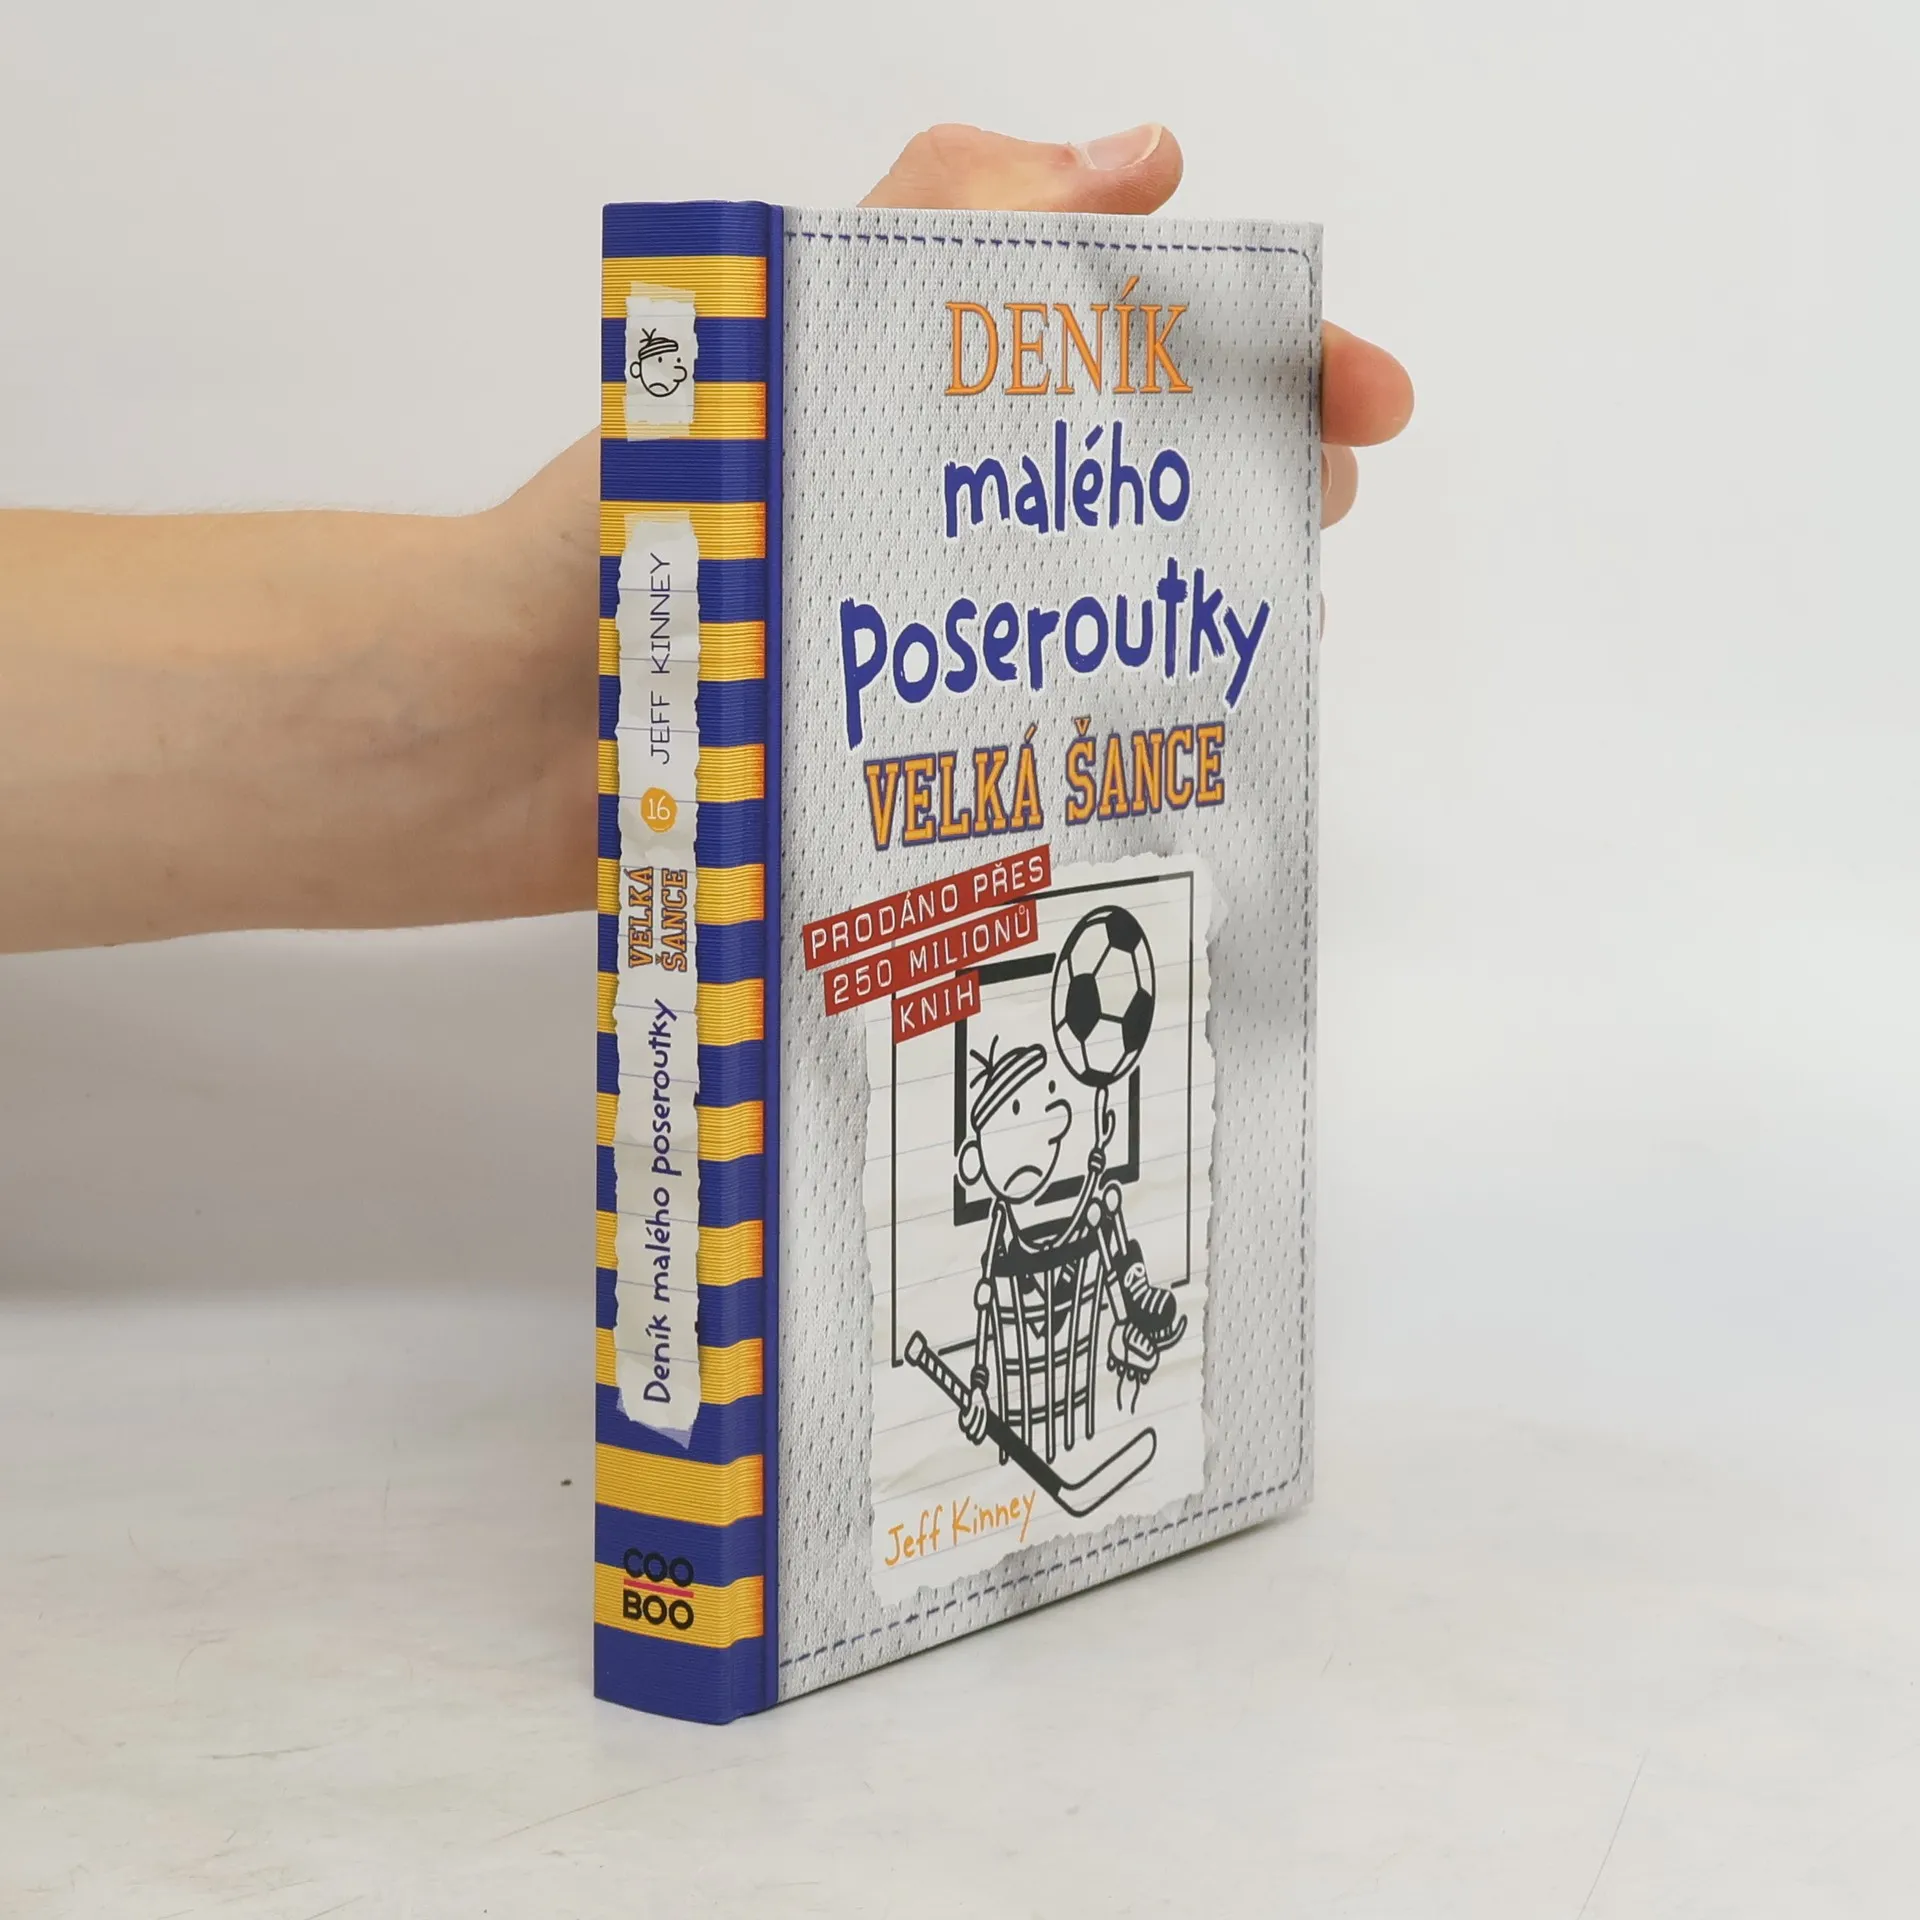 DENÍK
malého
poseroutky
VELKÁ ŠANCE
PRODÁNO PŘES
250 MILIONŮ
KNIH
Jeff Kinney
Deník malého poseroutky
VELKÁ
ŠANCE
16
JEFF KINNEY
COO
BOO